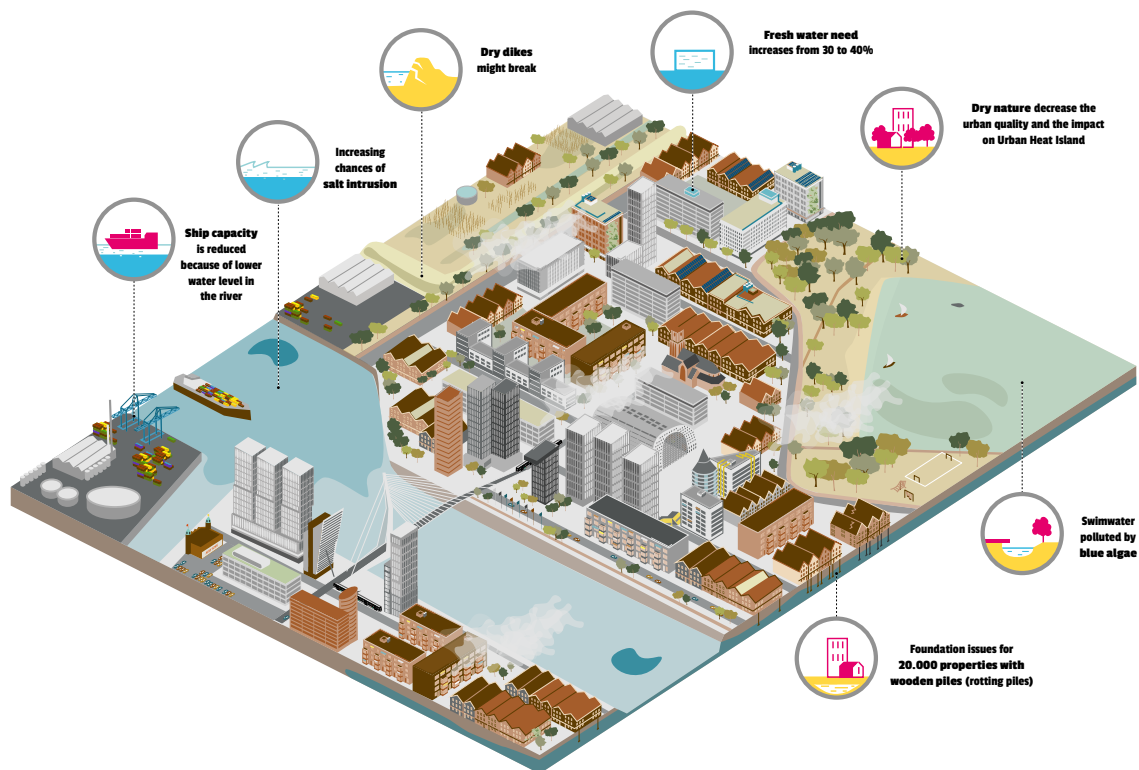 Fresh water need
increases from 30 to 40%
Dry dikes
might break
Dry nature decrease the
urban quality and the impact
on Urban Heat Island
Increasing
chances of
salt intrusion
Ship capacity
is reduced
because of lower
water level in
the river
Swimwater
polluted by
blue algae
Foundation issues for
20.000 properties with
wooden piles (rotting piles)